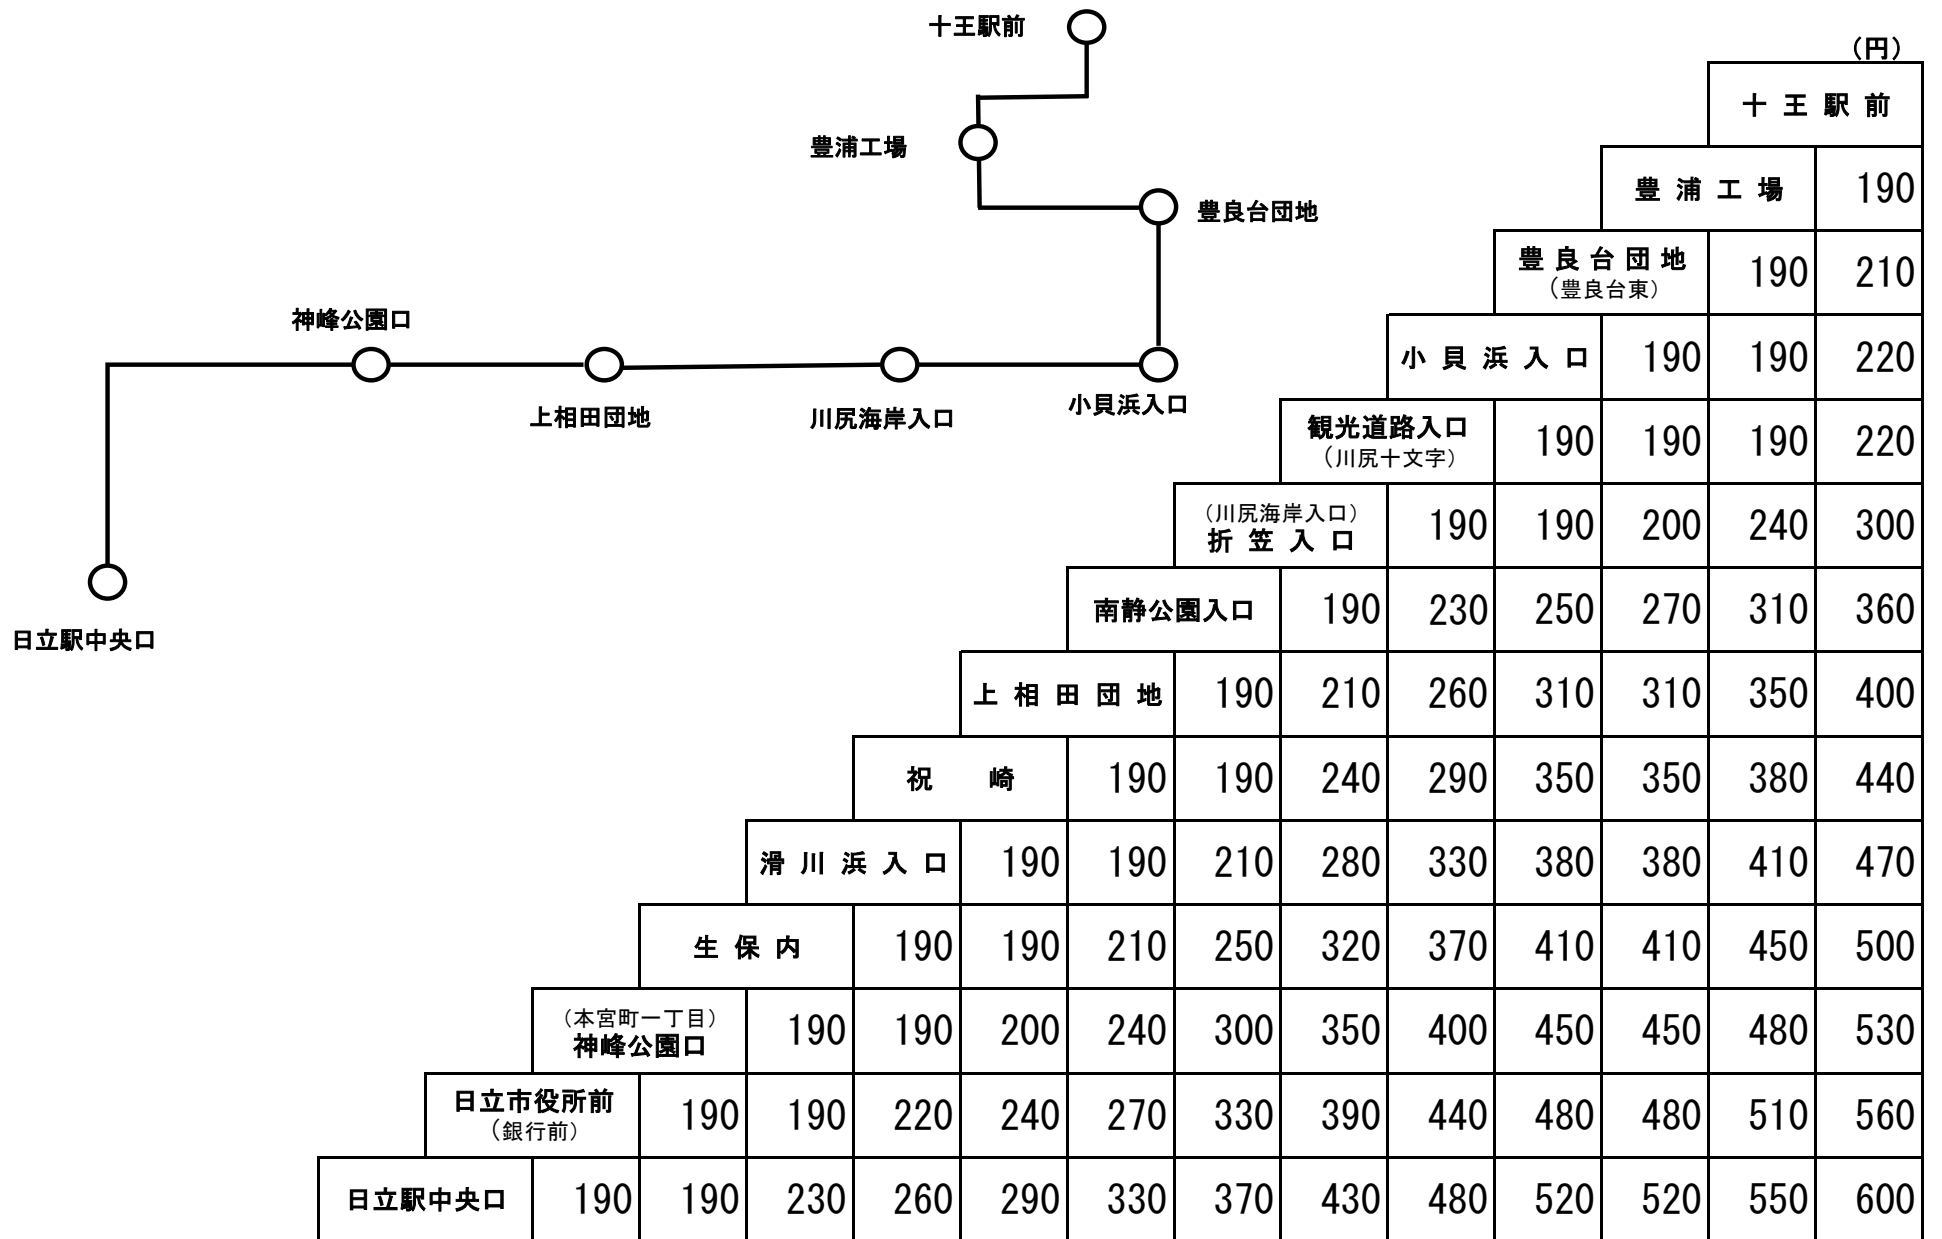 十王駅前
豊浦工場
豊良台団地
神峰公園口
上相田団地
川尻海岸入口
小貝浜入口
日立駅中央口
（円）
十王駅前
豊浦工場 190
豊良台団地 190 210
（豊良台東）
小貝浜入口 190 190 220
観光道路入口 190 190 190 220
（川尻十文字）
（川尻海岸入口）
折笠入口 190 190 200 240 300
南静公園入口 190 230 250 270 310 360
上相田団地 190 210 260 310 310 350 400
祝崎 190 190 240 290 350 350 380 440
滑川浜入口 190 190 210 280 330 380 380 410 470
生保内 190 190 210 250 320 370 410 410 450 500
（本宮町一丁目）
神峰公園口 190 190 200 240 300 350 400 450 450 480 530
日立市役所前 190 190 220 240 270 330 390 440 480 480 510 560
（銀行前）
日立駅中央口 190 190 230 260 290 330 370 430 480 520 520 550 600